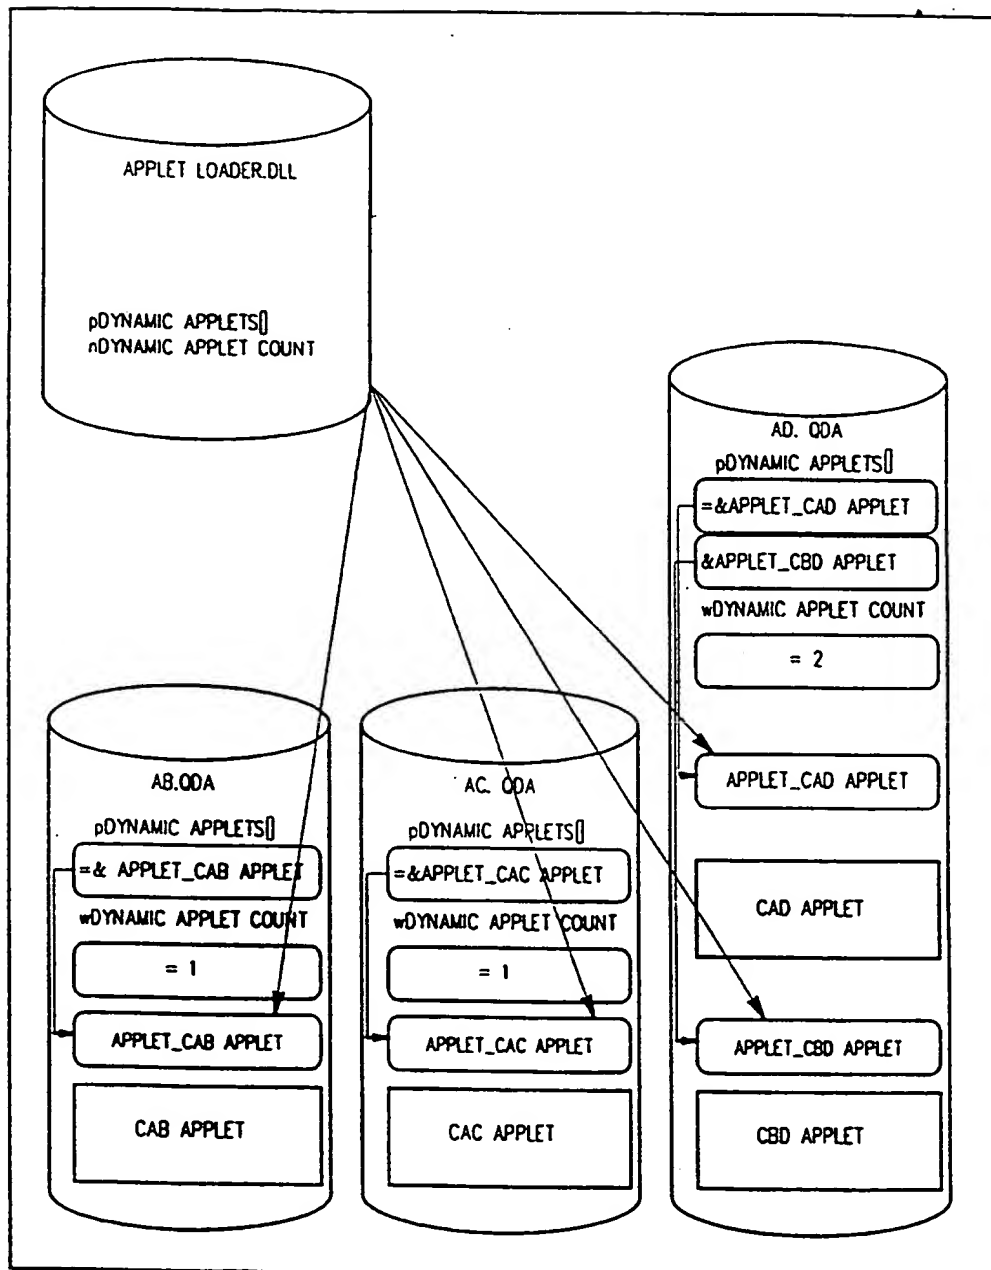 APPLET LOADER.DLL
pDYNAMIC APPLETS[]
nDYNAMIC APPLET COUNT
AB.QDA
pDYNAMIC APPLETS[]
=& APPLET_CAB APPLET
wDYNAMIC APPLET COUNT
= 1
APPLET_CAB APPLET
CAB APPLET
AC. QDA
pDYNAMIC APPLETS[]
=&APPLET_CAC APPLET
wDYNAMIC APPLET COUNT
= 1
APPLET_CAC APPLET
CAC APPLET
AD. QDA
pDYNAMIC APPLETS[]
=&APPLET_CAD APPLET
&APPLET_CBD APPLET
wDYNAMIC APPLET COUNT
= 2
APPLET_CAD APPLET
CAD APPLET
APPLET_CBD APPLET
CBD APPLET